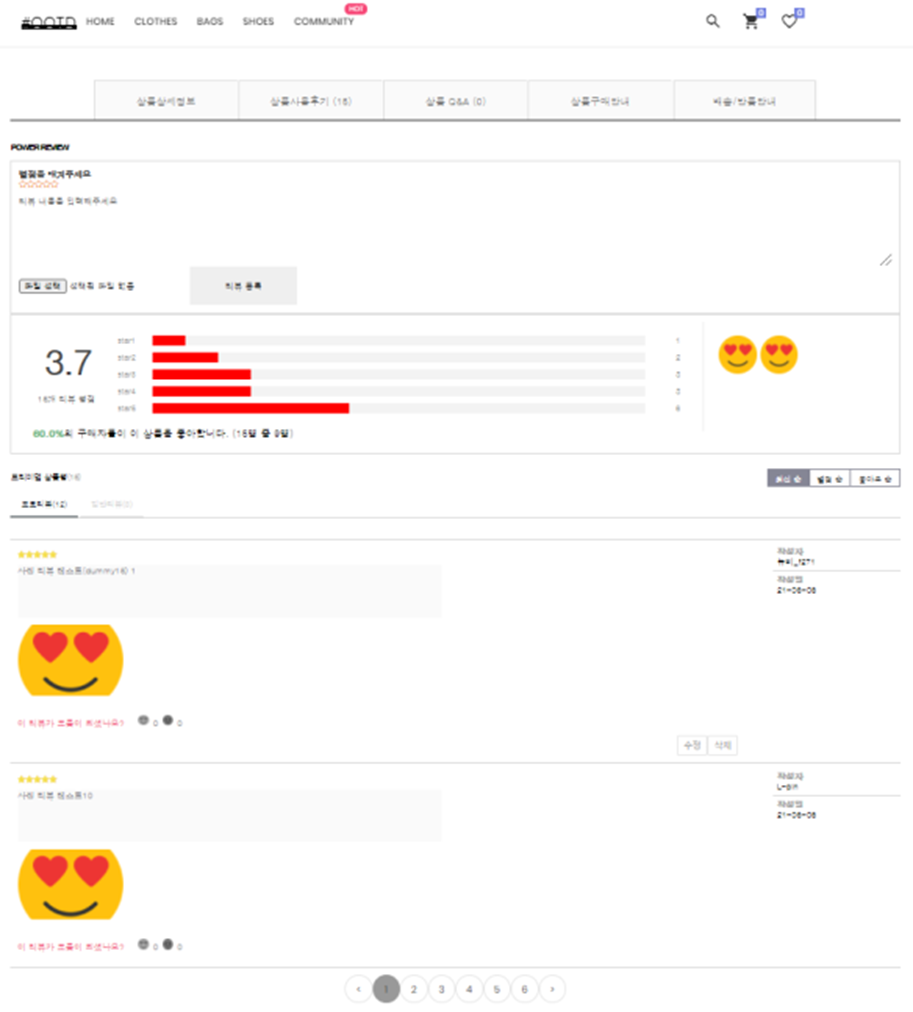 #OOTD HOME CLOTHES BAGS SHOES COMMUNITY HOT 0 0
상품상세정보 상품사용후기 (15) 상품 Q&A (0) 상품구매안내 배송/반품안내
POWER REVIEW
별점을 매겨주세요
리뷰 내용을 입력해주세요
파일 선택 선택된 파일 없음 리뷰 등록
3.7
15개 리뷰 평점
star1 1
star2 2
star3 3
star4 3
star5 6
60.0%의 구매자들이 이 상품을 좋아합니다. (15명 중 9명)
프리미엄 상품평(15)
최신 순 별점 순 좋아요 순
포토리뷰(12) 일반리뷰(3)
사진 리뷰 테스트(dummy18) 1
작성자
작성일
21-08-08
이 리뷰가 도움이 되셨나요? 0 0
수정 삭제
사진 리뷰 테스트10
작성자
작성일
21-08-08
이 리뷰가 도움이 되셨나요? 0 0
< 1 2 3 4 5 6 >